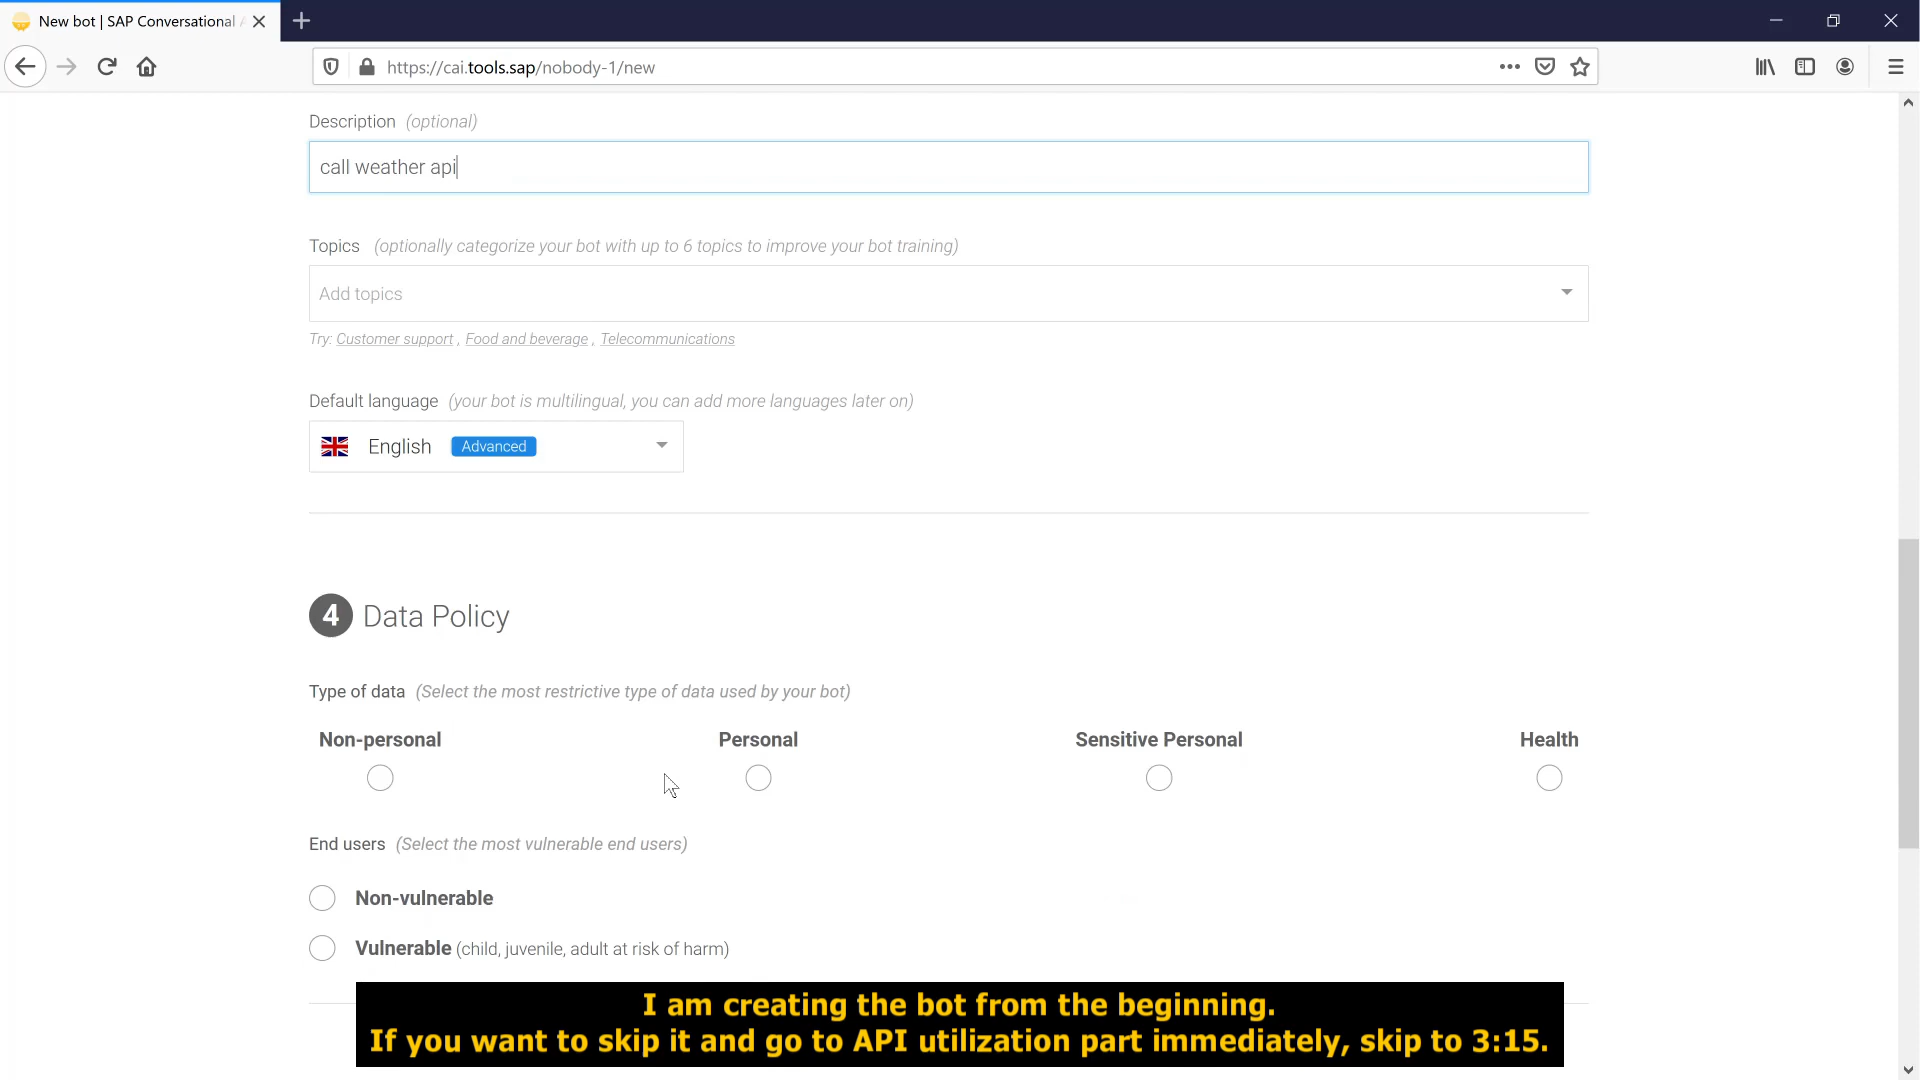 New bot | SAP Conversational
https://cai.tools.sap/nobody-1/new
Description (optional)
call weather api
Topics (optionally categorize your bot with up to 6 topics to improve your bot training)
Add topics
Try: Customer support , Food and beverage , Telecommunications
Default language (your bot is multilingual, you can add more languages later on)
English Advanced
4 Data Policy
Type of data (Select the most restrictive type of data used by your bot)
Non-personal Personal Sensitive Personal Health
End users (Select the most vulnerable end users)
Non-vulnerable
Vulnerable (child, juvenile, adult at risk of harm)
I am creating the bot from the beginning.
If you want to skip it and go to API utilization part immediately, skip to 3:15.